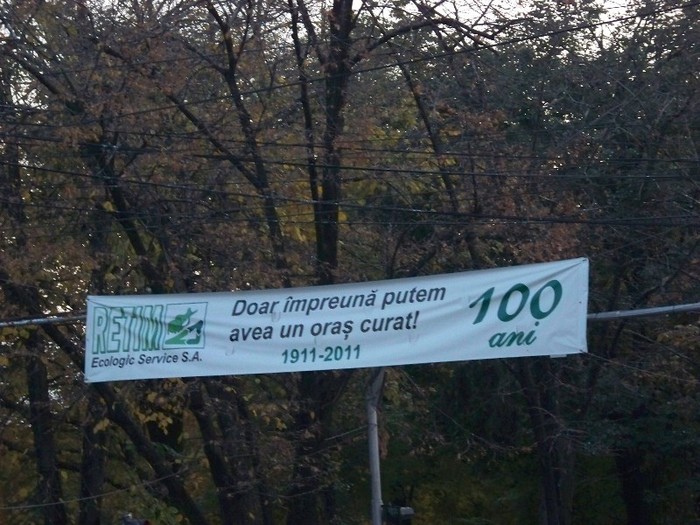 RETIM
Ecologic Service S.A.
Doar împreună putem
avea un oraș curat!
1911-2011
100
ani